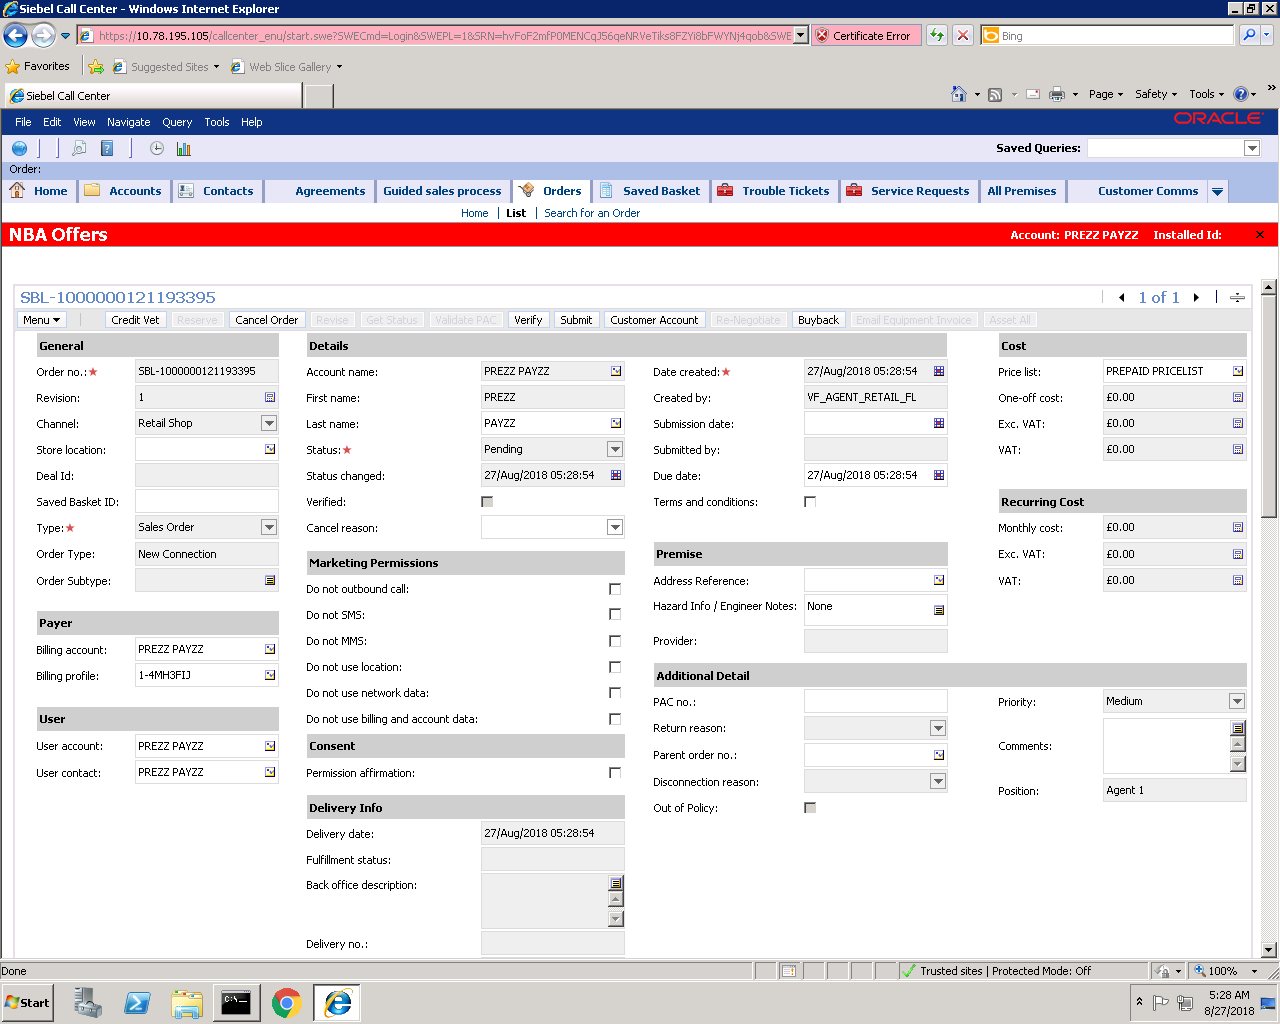 Siebel Call Center - Windows Internet Explorer
https://10.78.195.105/callcenter_enu/start.swe?SWECmd=Login&SWEPL=1&SRN=hvFoF2mfP0MENCqJ56qeNRVeTiks8FZYi8bFWYNj4qob&SWE
Certificate Error
Bing
Favorites
Suggested Sites
Web Slice Gallery
Siebel Call Center
Page
Safety
Tools
File Edit View Navigate Query Tools Help
ORACLE
Saved Queries:
Order:
Home Accounts Contacts Agreements Guided sales process Orders Saved Basket Trouble Tickets Service Requests All Premises Customer Comms
Home | List | Search for an Order
NBA Offers
Account: PREZZ PAYZZ Installed Id:
SBL-1000000121193395
1 of 1
Menu Credit Vet Reserve Cancel Order Revise Get Status Validate PAC Verify Submit Customer Account Re-Negotiate Buyback Email Equipment Invoice Asset All
General
Order no.: SBL-1000000121193395
Revision: 1
Channel: Retail Shop
Store location:
Deal Id:
Saved Basket ID:
Type: Sales Order
Order Type: New Connection
Order Subtype:
Payer
Billing account: PREZZ PAYZZ
Billing profile: 1-4MH3FIJ
User
User account: PREZZ PAYZZ
User contact: PREZZ PAYZZ
Details
Account name: PREZZ PAYZZ
First name: PREZZ
Last name: PAYZZ
Status: Pending
Status changed: 27/Aug/2018 05:28:54
Verified:
Cancel reason:
Marketing Permissions
Do not outbound call:
Do not SMS:
Do not MMS:
Do not use location:
Do not use network data:
Do not use billing and account data:
Consent
Permission affirmation:
Delivery Info
Delivery date: 27/Aug/2018 05:28:54
Fulfillment status:
Back office description:
Delivery no.:
Date created: 27/Aug/2018 05:28:54
Created by: VF_AGENT_RETAIL_FL
Submission date:
Submitted by:
Due date: 27/Aug/2018 05:28:54
Terms and conditions:
Premise
Address Reference:
Hazard Info / Engineer Notes: None
Provider:
Additional Detail
PAC no.:
Return reason:
Parent order no.:
Disconnection reason:
Out of Policy:
Priority: Medium
Comments:
Position: Agent 1
Cost
Price list: PREPAID PRICELIST
One-off cost: £0.00
Exc. VAT: £0.00
VAT: £0.00
Recurring Cost
Monthly cost: £0.00
Exc. VAT: £0.00
VAT: £0.00
Done
Trusted sites | Protected Mode: Off
100%
Start
5:28 AM
8/27/2018